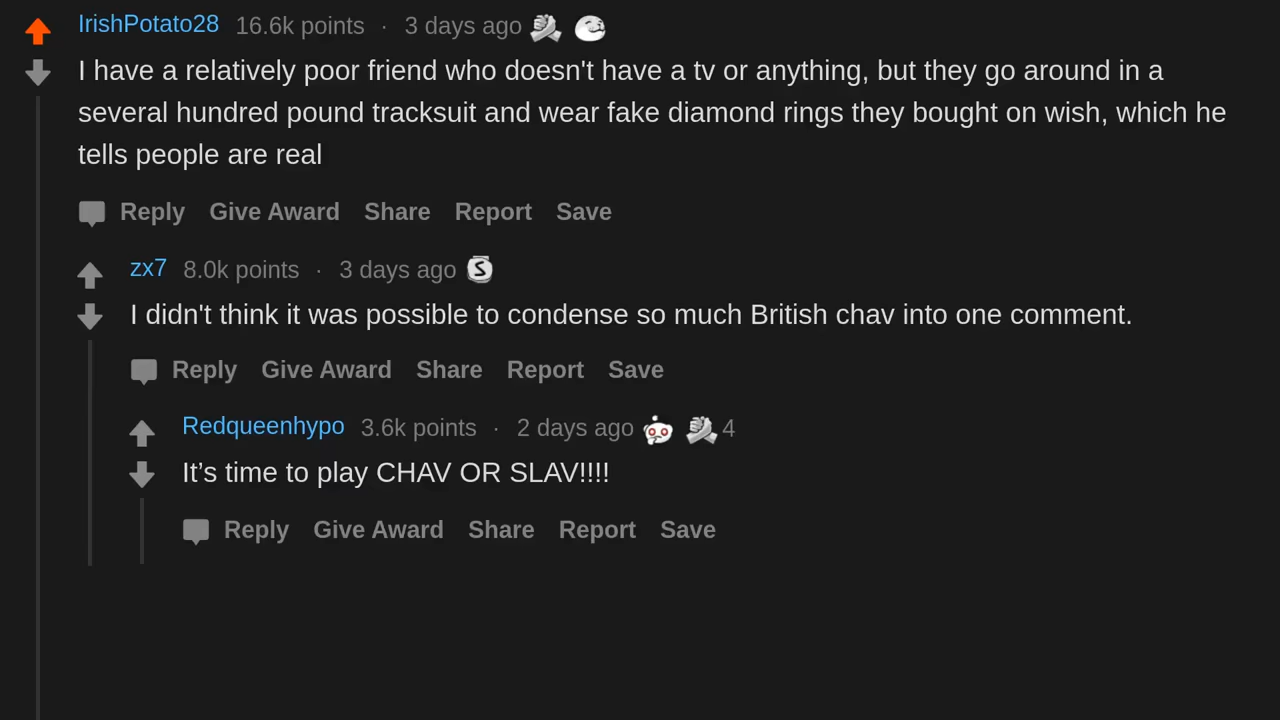 IrishPotato28 16.6k points · 3 days ago
I have a relatively poor friend who doesn't have a tv or anything, but they go around in a
several hundred pound tracksuit and wear fake diamond rings they bought on wish, which he
tells people are real
Reply Give Award Share Report Save
zx7 8.0k points · 3 days ago S
I didn't think it was possible to condense so much British chav into one comment.
Reply Give Award Share Report Save
Redqueenhypo 3.6k points · 2 days ago 4
It’s time to play CHAV OR SLAV!!!!
Reply Give Award Share Report Save